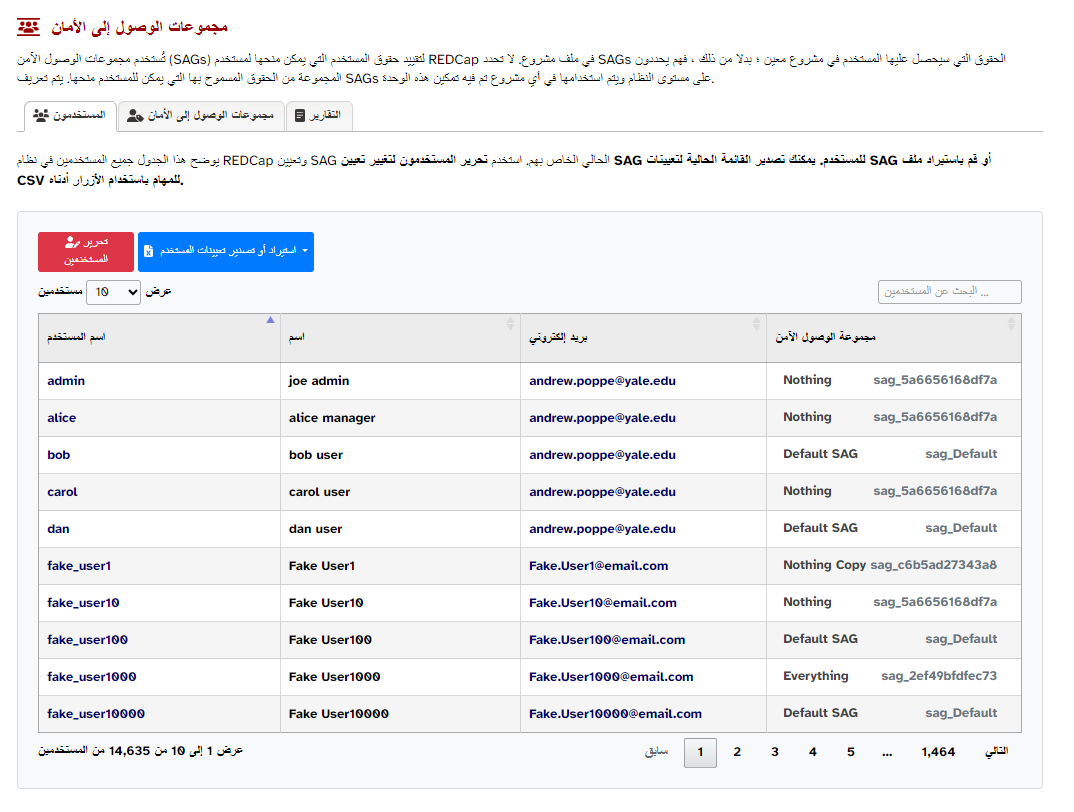 مجموعات الوصول إلى الأمان
الحقوق التي سيحصل عليها المستخدم في مشروع معين ؛ بدلا من ذلك ، فهم يحددون SAGs في ملف مشروع. لا تحدد REDCap لتقييد حقوق المستخدم التي يمكن منحها لمستخدم (SAGs) تُستخدم مجموعات الوصول الآمن
على مستوى النظام ويتم استخدامها في أي مشروع تم فيه تمكين هذه الوحدة SAGs المجموعة من الحقوق المسموح بها التي يمكن للمستخدم منحها. يتم تعريف.
المستخدمون
مجموعات الوصول إلى الأمان
التقارير
أو قم باستيراد ملف SAG للمستخدم. يمكنك تصدير القائمة الحالية لتعيينات SAG الحالي الخاص بهم. استخدم تحرير المستخدمون لتغيير تعيين SAG وتعيين REDCap يوضح هذا الجدول جميع المستخدمين في نظام
للمهام باستخدام الأزرار أدناه CSV.
تحرير المستخدمين
استيراد أو تصدير تعيينات المستخدم
عرض 10 مستخدمين
البحث عن المستخدمين ...
اسم المستخدم اسم بريد إلكتروني مجموعة الوصول الآمن
admin joe admin andrew.poppe@yale.edu Nothing sag_5a6656168df7a
alice alice manager andrew.poppe@yale.edu Nothing sag_5a6656168df7a
bob bob user andrew.poppe@yale.edu Default SAG sag_Default
carol carol user andrew.poppe@yale.edu Nothing sag_5a6656168df7a
dan dan user andrew.poppe@yale.edu Default SAG sag_Default
fake_user1 Fake User1 Fake.User1@email.com Nothing Copy sag_c6b5ad27343a8
fake_user10 Fake User10 Fake.User10@email.com Nothing sag_5a6656168df7a
fake_user100 Fake User100 Fake.User100@email.com Default SAG sag_Default
fake_user1000 Fake User1000 Fake.User1000@email.com Everything sag_2ef49bfdfec73
fake_user10000 Fake User10000 Fake.User10000@email.com Default SAG sag_Default
عرض 1 إلى 10 من 14,635 من المستخدمين
سابق 1 2 3 4 5 ... 1,464 التالي